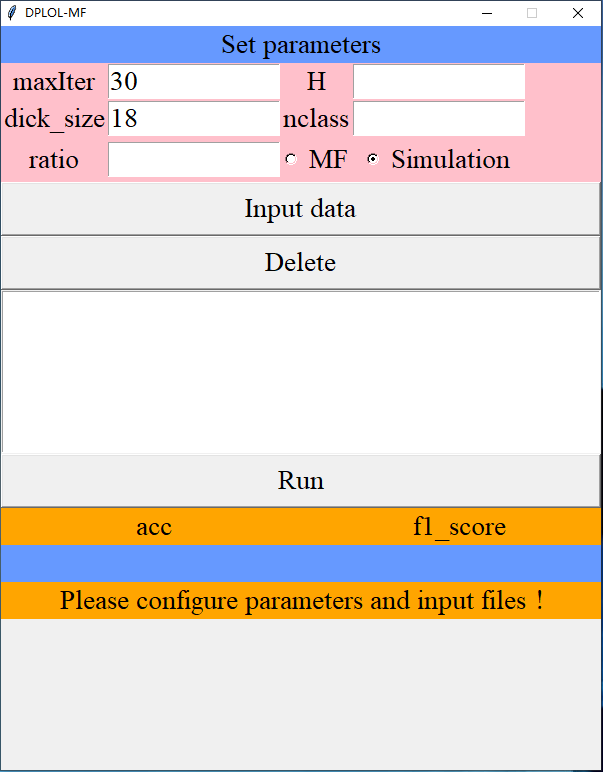 DPLOL-MF
Set parameters
maxIter 30 H
dick_size 18 nclass
ratio MF Simulation
Input data
Delete
Run
acc f1_score
Please configure parameters and input files !